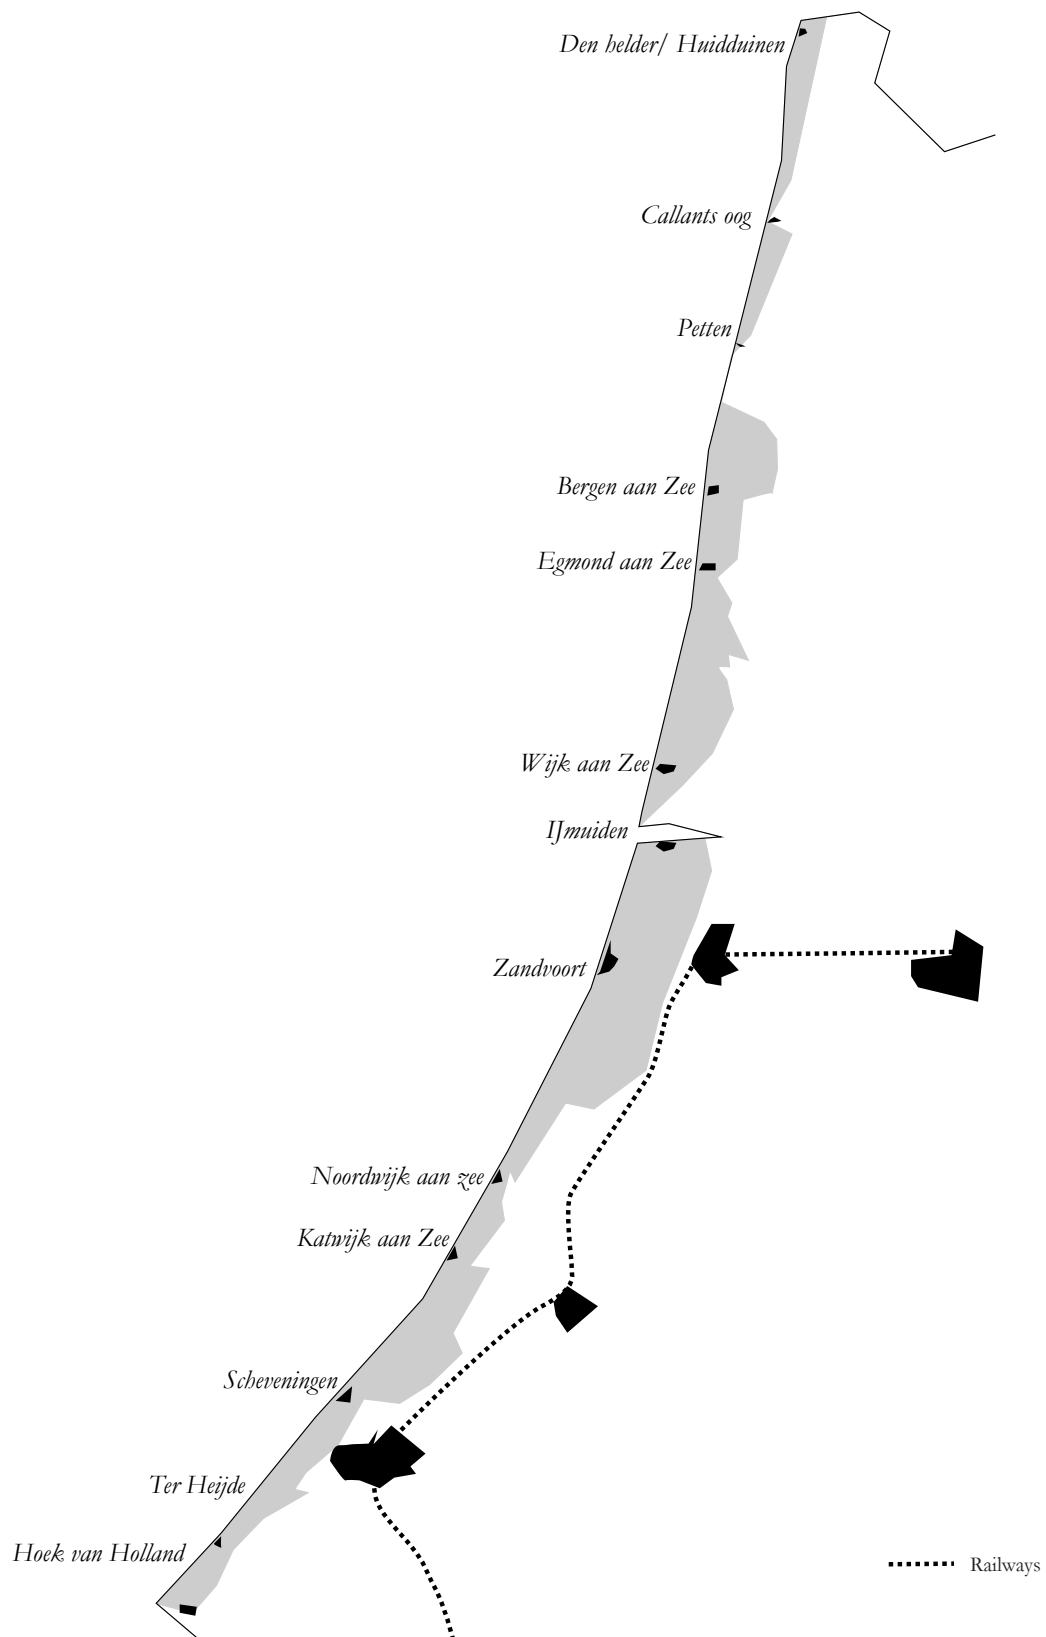 Den helder/ Huidduinen
Callants oog
Petten
Bergen aan Zee
Egmond aan Zee
Wijk aan Zee
IJmuiden
Zandvoort
Noordwijk aan zee
Katwijk aan Zee
Scheveningen
Ter Heijde
Hoek van Holland
Railways